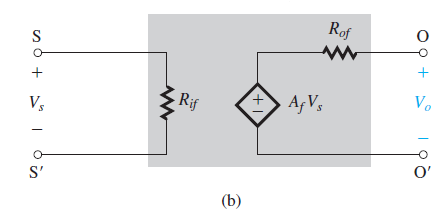 S
R_of
O
+
+
V_s
R_if
+
A_f V_s
V_o
–
–
–
S'
O'
(b)